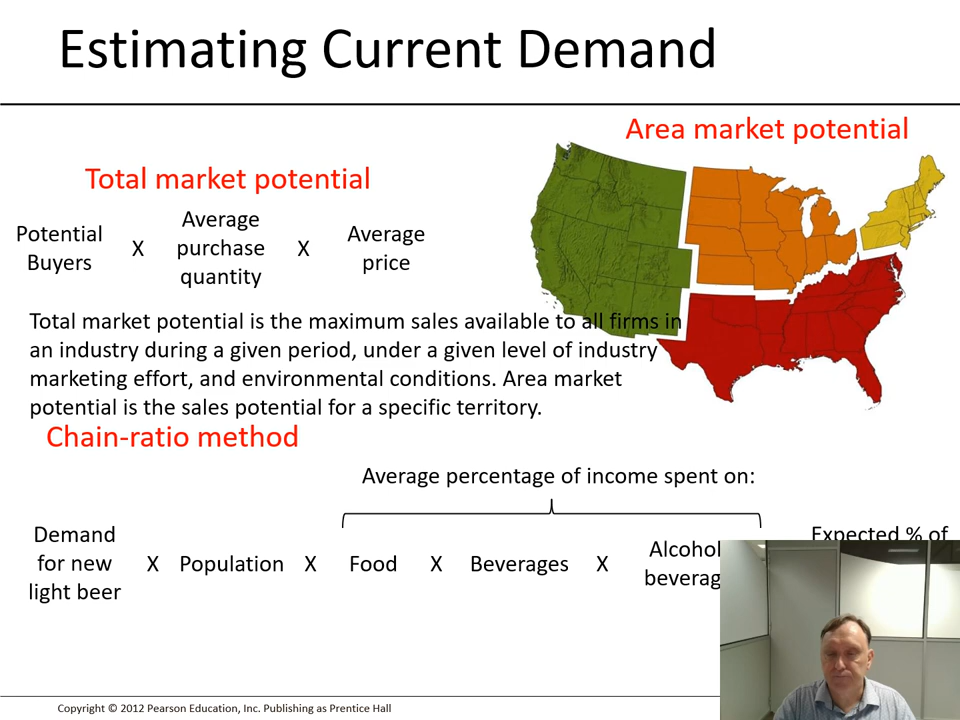 Estimating Current Demand
Area market potential
Total market potential
Potential
Buyers
X
Average
purchase
quantity
X
Average
price
Total market potential is the maximum sales available to all firms in
an industry during a given period, under a given level of industry
marketing effort, and environmental conditions. Area market
potential is the sales potential for a specific territory.
Chain-ratio method
Average percentage of income spent on:
Demand
for new
light beer
X
Population
X
Food
X
Beverages
X
Expected % of
Copyright © 2012 Pearson Education, Inc. Publishing as Prentice Hall